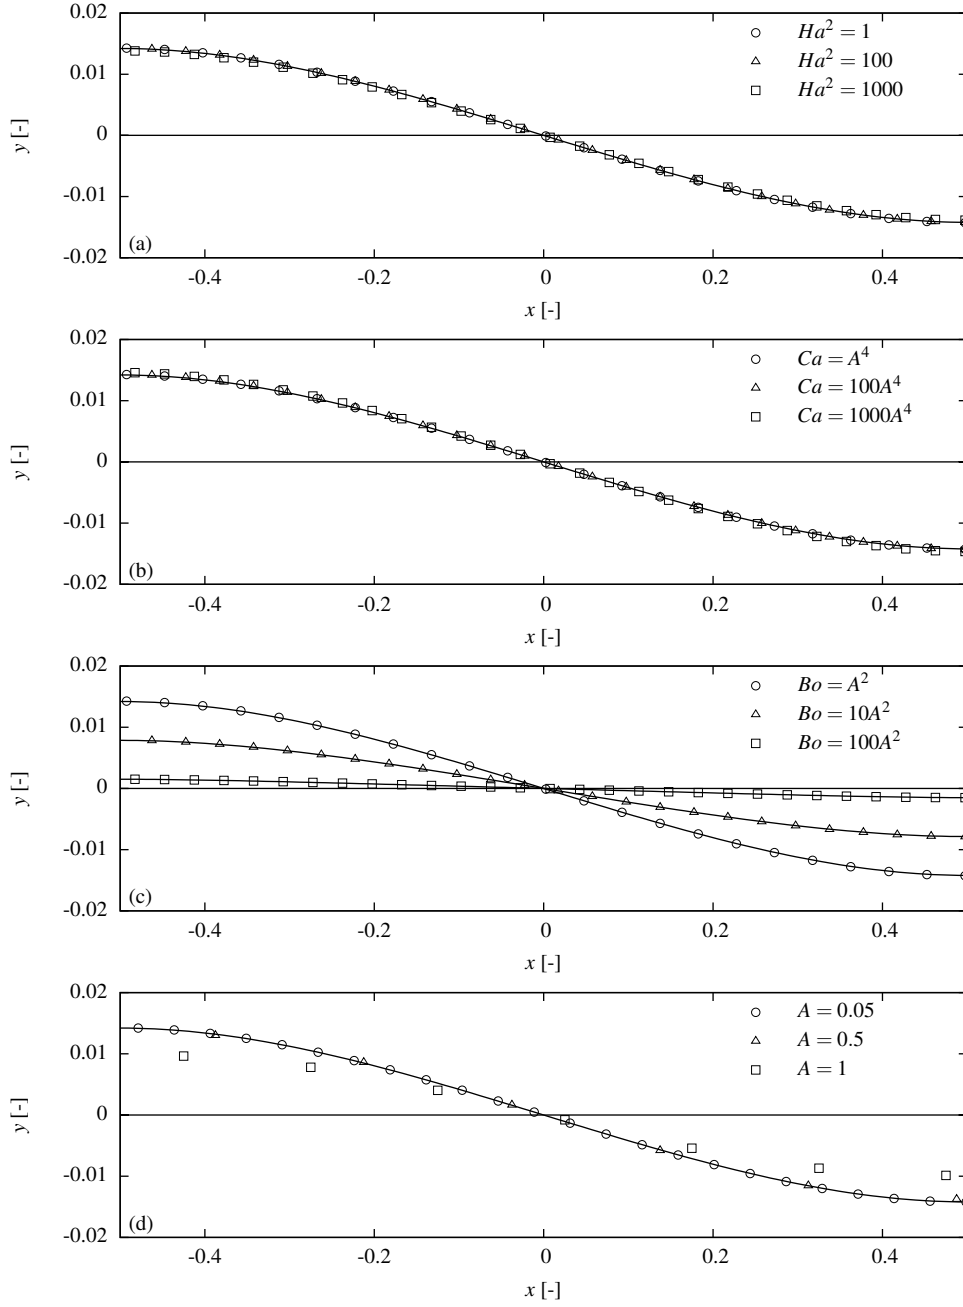 0.02
Ha² = 1
0.01
Ha² = 100
Ha² = 1000
y [-]
0
-0.01
(a)
-0.02
-0.4 -0.2 0 0.2 0.4
x [-]
0.02
Ca = A⁴
0.01
Ca = 100A⁴
Ca = 1000A⁴
y [-]
0
-0.01
(b)
-0.02
-0.4 -0.2 0 0.2 0.4
x [-]
0.02
Bo = A²
0.01
Bo = 10A²
Bo = 100A²
y [-]
0
-0.01
(c)
-0.02
-0.4 -0.2 0 0.2 0.4
x [-]
0.02
A = 0.05
0.01
A = 0.5
A = 1
y [-]
0
-0.01
(d)
-0.02
-0.4 -0.2 0 0.2 0.4
x [-]